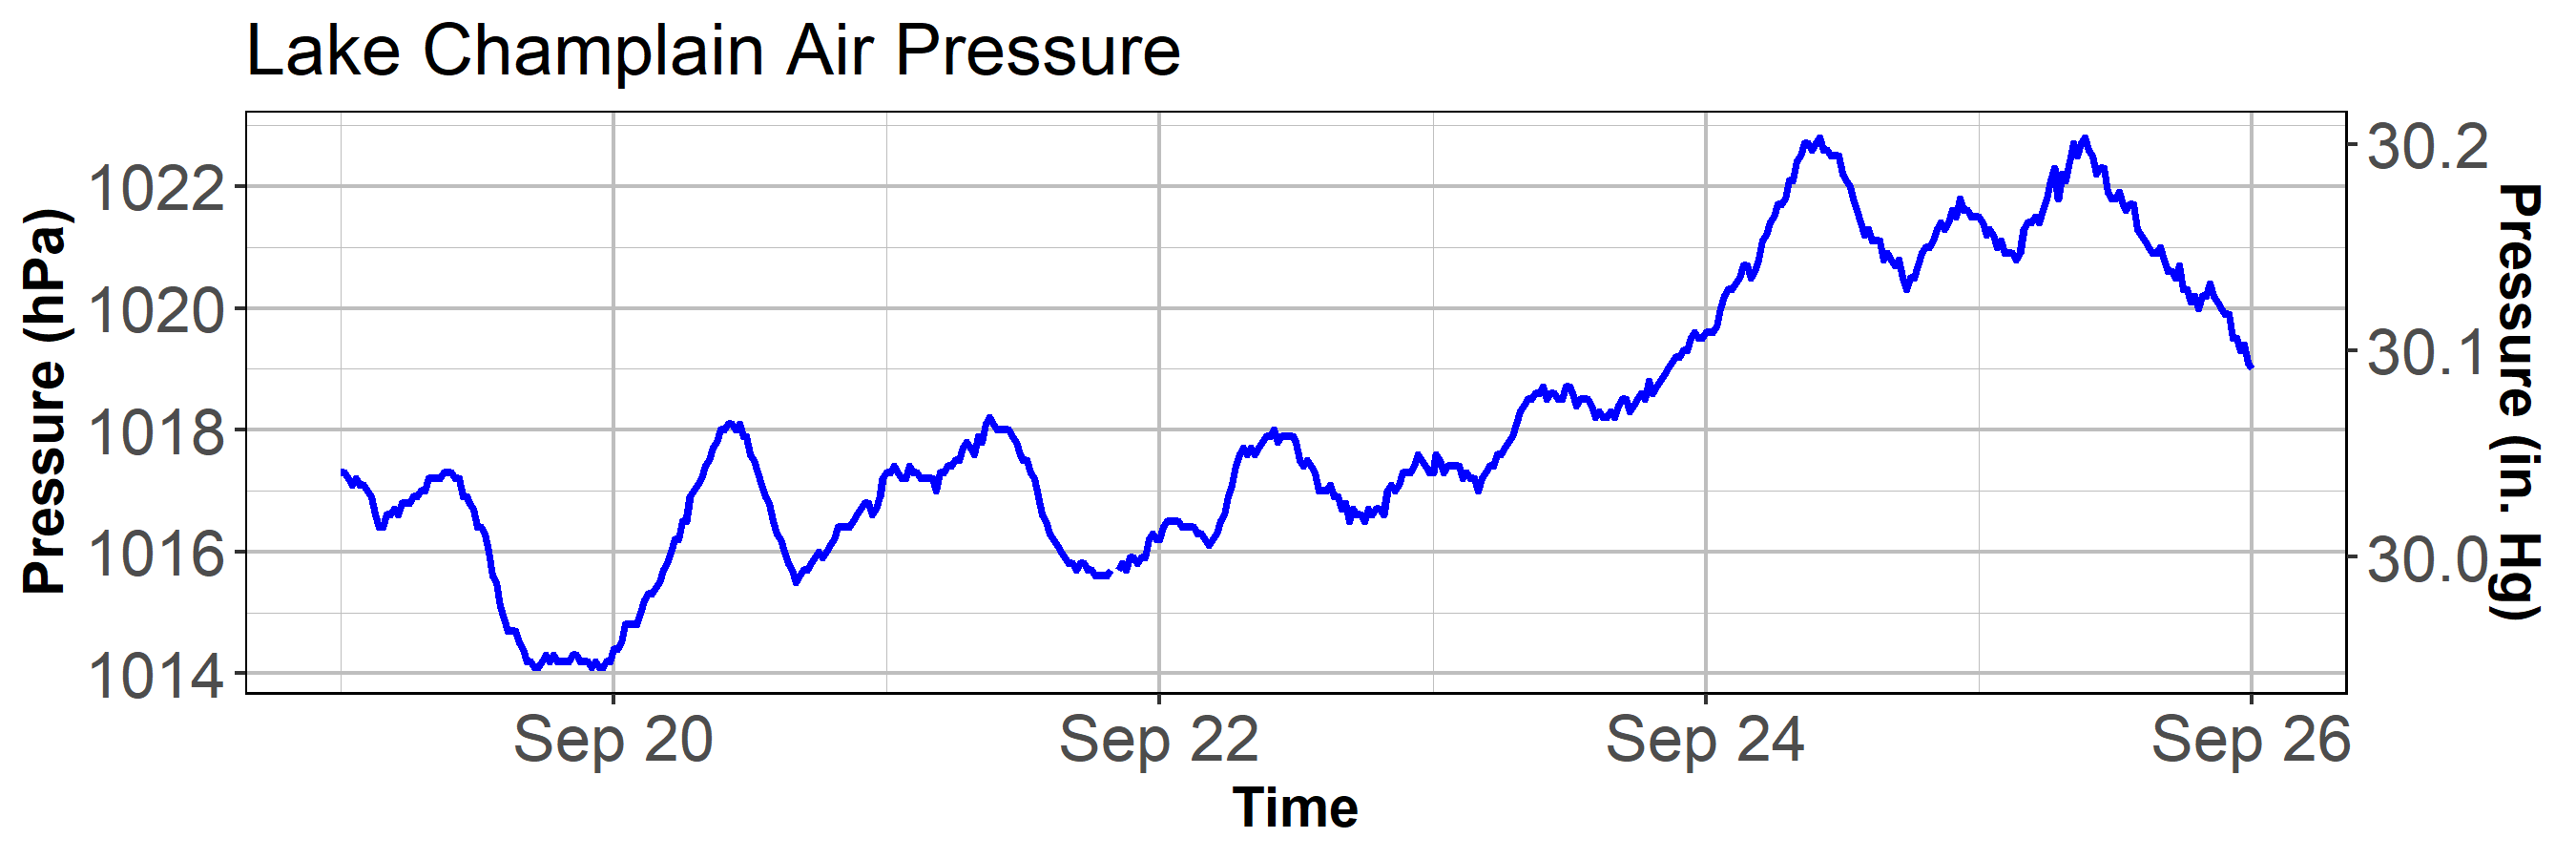 Lake Champlain Air Pressure
Pressure (hPa)
1022
1020
1018
1016
1014
30.2
30.1
30.0
Pressure (in. Hg)
Sep 20
Sep 22
Sep 24
Sep 26
Time